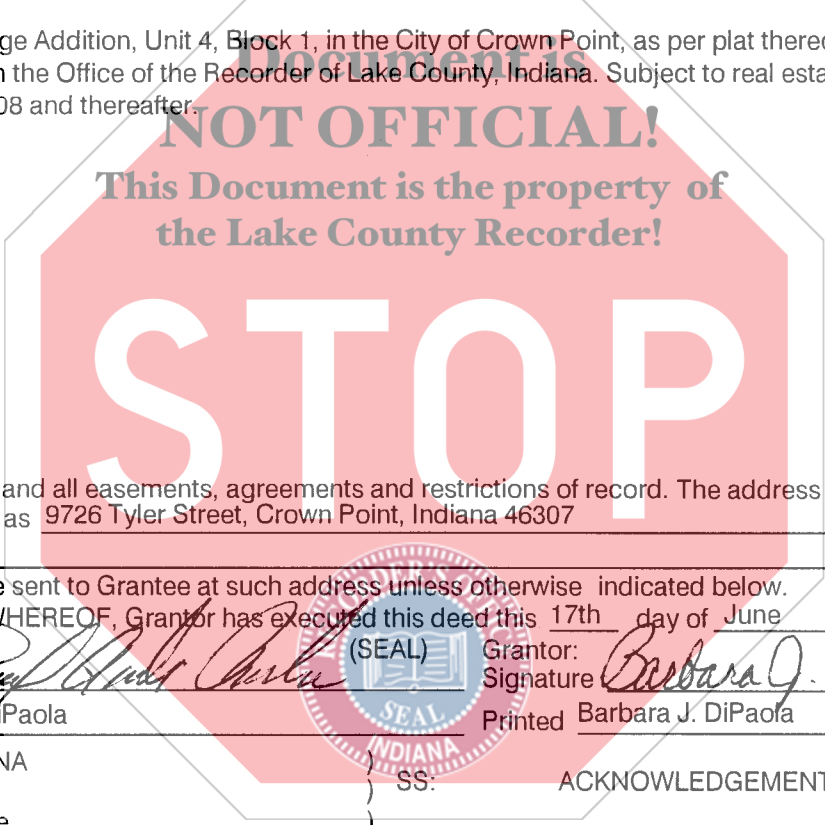 ge Addition, Unit 4, Block 1, in the City of Crown Point, as per plat thereo
Document is
n the Office of the Recorder of Lake County, Indiana. Subject to real esta
08 and thereafter.
NOT OFFICIAL!
This Document is the property of
the Lake County Recorder!
STOP
and all easements, agreements and restrictions of record. The address
as 9726 Tyler Street, Crown Point, Indiana 46307
e sent to Grantee at such address unless otherwise indicated below.
WHEREOF, Grantor has executed this deed this 17th day of June
(SEAL) Grantor:
Signature Barbara J.
iPaola
Printed Barbara J. DiPaola
SEAL
INDIANA
NA
) SS: ACKNOWLEDGEMENT
)